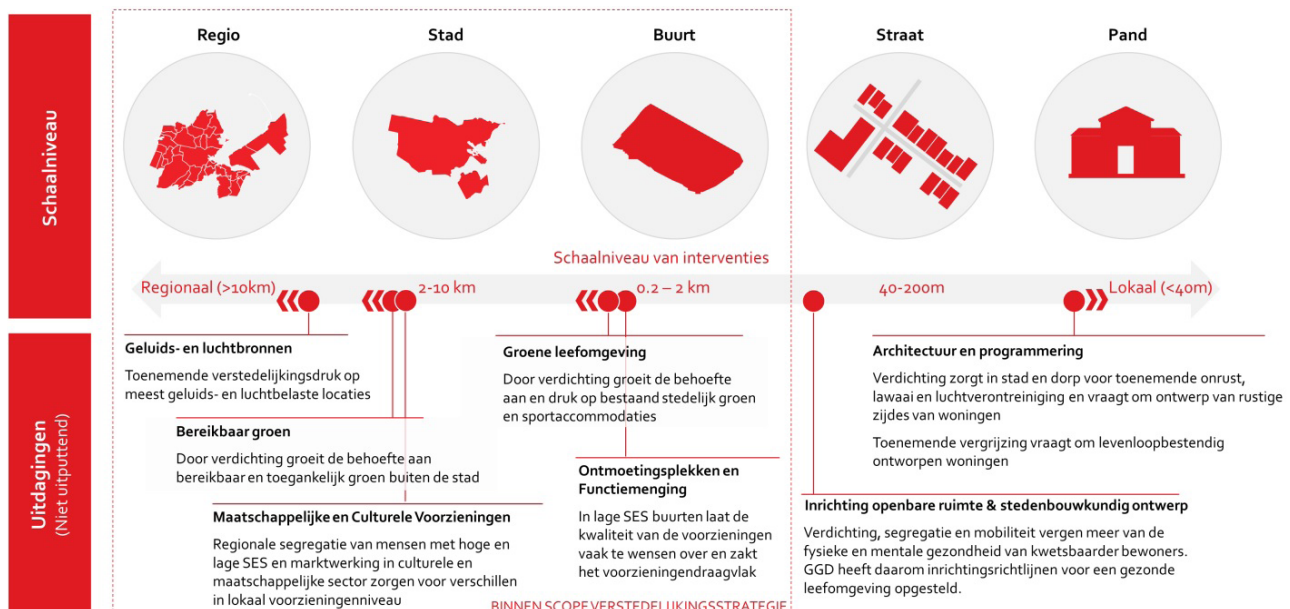 Schaalniveau
Regio
Stad
Buurt
Straat
Pand
Schaalniveau van interventies
Regionaal (>10km)
2-10 km
0.2 – 2 km
40-200m
Lokaal (<40m)
Uitdagingen
(Niet uitputtend)
Geluids- en luchtbronnen
Toenemende verstedelijkingsdruk op
meest geluids- en luchtbelaste locaties
Bereikbaar groen
Door verdichting groeit de behoefte aan
bereikbaar en toegankelijk groen buiten de stad
Maatschappelijke en Culturele Voorzieningen
Regionale segregatie van mensen met hoge en
lage SES en marktwerking in culturele en
maatschappelijke sector zorgen voor verschillen
in lokaal voorzieningenniveau
Groene leefomgeving
Door verdichting groeit de behoefte
aan en druk op bestaand stedelijk groen
en sportaccommodaties
Ontmoetingsplekken en
Functiemenging
In lage SES buurten laat de
kwaliteit van de voorzieningen
vaak te wensen over en zakt
het voorzieningendraagvlak
BINNEN SCOPE VERSTEDELIJKINGSSTRATEGIE
Architectuur en programmering
Verdichting zorgt in stad en dorp voor toenemende onrust,
lawaai en luchtverontreiniging en vraagt om ontwerp van rustige
zijdes van woningen
Toenemende vergrijzing vraagt om levenloopbestendig
ontworpen woningen
Inrichting openbare ruimte & stedenbouwkundig ontwerp
Verdichting, segregatie en mobiliteit vergen meer van de
fysieke en mentale gezondheid van kwetsbaarder bewoners.
GGD heeft daarom inrichtingsrichtlijnen voor een gezonde
leefomgeving opgesteld.